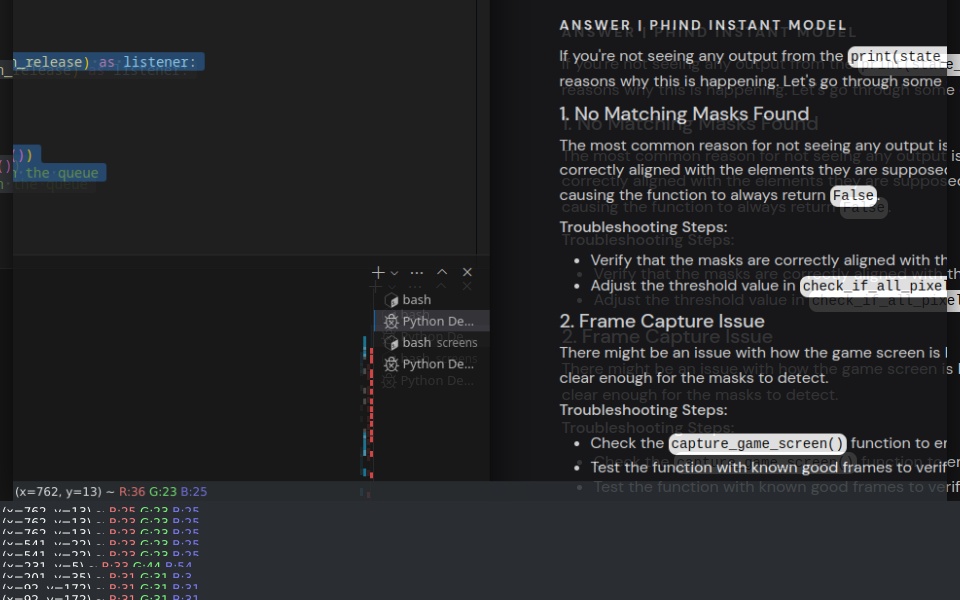 _release) as listener:
())
the queue
bash
Python De...
bash screens
Python De...
ANSWER | PHIND INSTANT MODEL
If you're not seeing any output from the print(state_
reasons why this is happening. Let's go through some
1. No Matching Masks Found
The most common reason for not seeing any output is
correctly aligned with the elements they are supposed
causing the function to always return False.
Troubleshooting Steps:
• Verify that the masks are correctly aligned with th
• Adjust the threshold value in check_if_all_pixel
2. Frame Capture Issue
There might be an issue with how the game screen is
clear enough for the masks to detect.
Troubleshooting Steps:
• Check the capture_game_screen() function to en
• Test the function with known good frames to verif
(x=762, y=13) ~ R:36 G:23 B:25
(x=762, y=13) ~ R:25 G:23 B:25
(x=762, y=13) ~ R:23 G:23 B:25
(x=762, y=13) ~ R:23 G:23 B:25
(x=541, y=22) ~ R:23 G:23 B:25
(x=541, y=22) ~ R:23 G:23 B:25
(x=231, y=5) ~ R:33 G:44 B:54
(x=201, y=35) ~ R:31 G:31 B:3
(x=92, y=172) ~ R:31 G:31 B:31
(x=92, y=172) ~ R:31 G:31 B:31